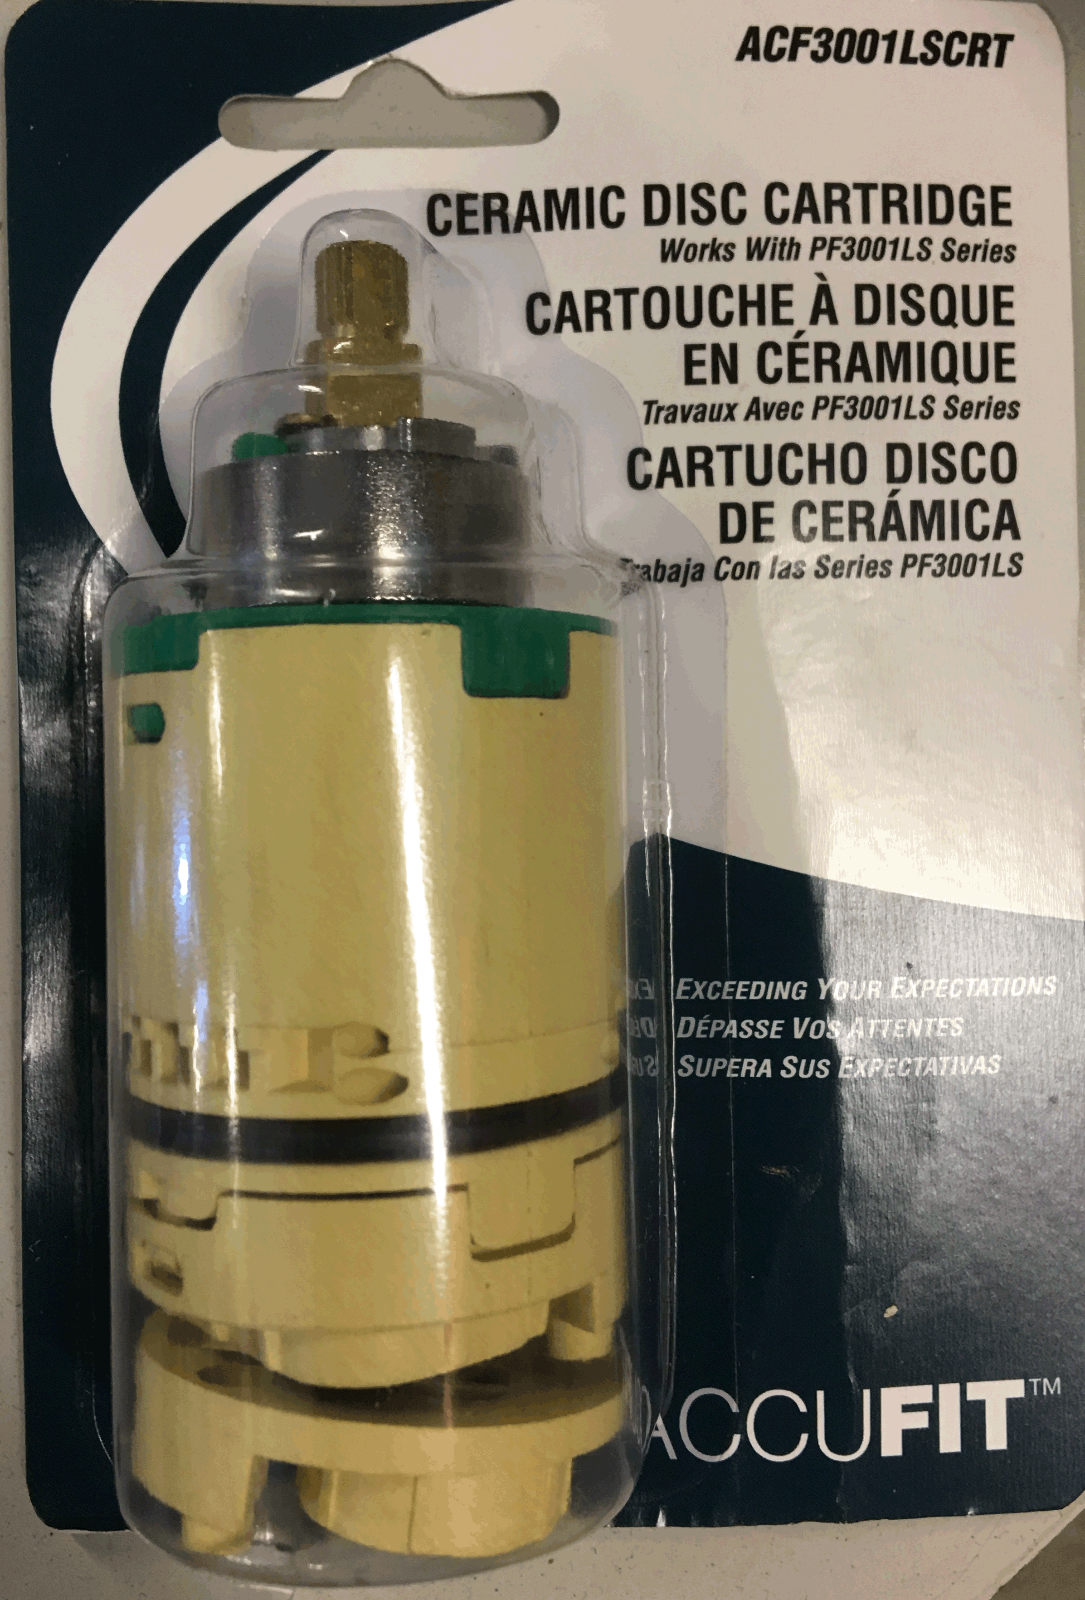 ACF3001LSCRT
CERAMIC DISC CARTRIDGE
Works With PF3001LS Series
CARTOUCHE À DISQUE
EN CÉRAMIQUE
Travaux Avec PF3001LS Series
CARTUCHO DISCO
DE CERÁMICA
Trabaja Con las Series PF3001LS
EXCEEDING YOUR EXPECTATIONS
DÉPASSE VOS ATTENTES
SUPERA SUS EXPECTATIVAS
ACCUFIT™